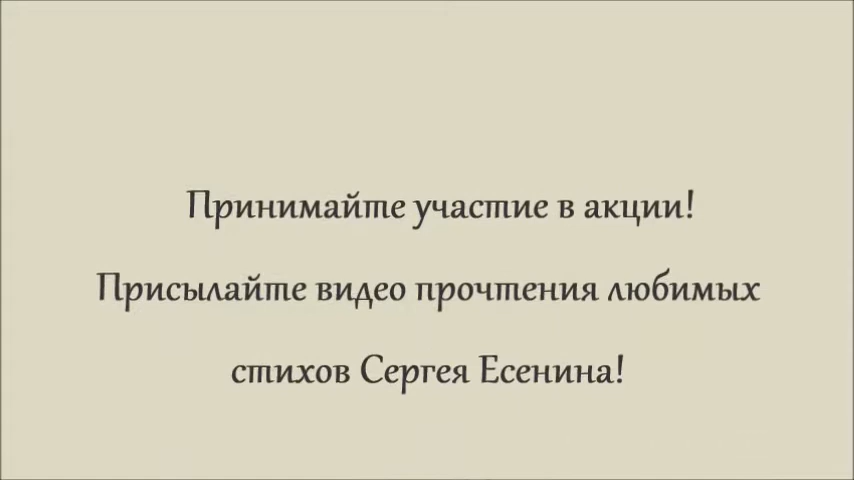 Принимайте участие в акции!
Присылайте видео прочтения любимых
стихов Сергея Есенина!